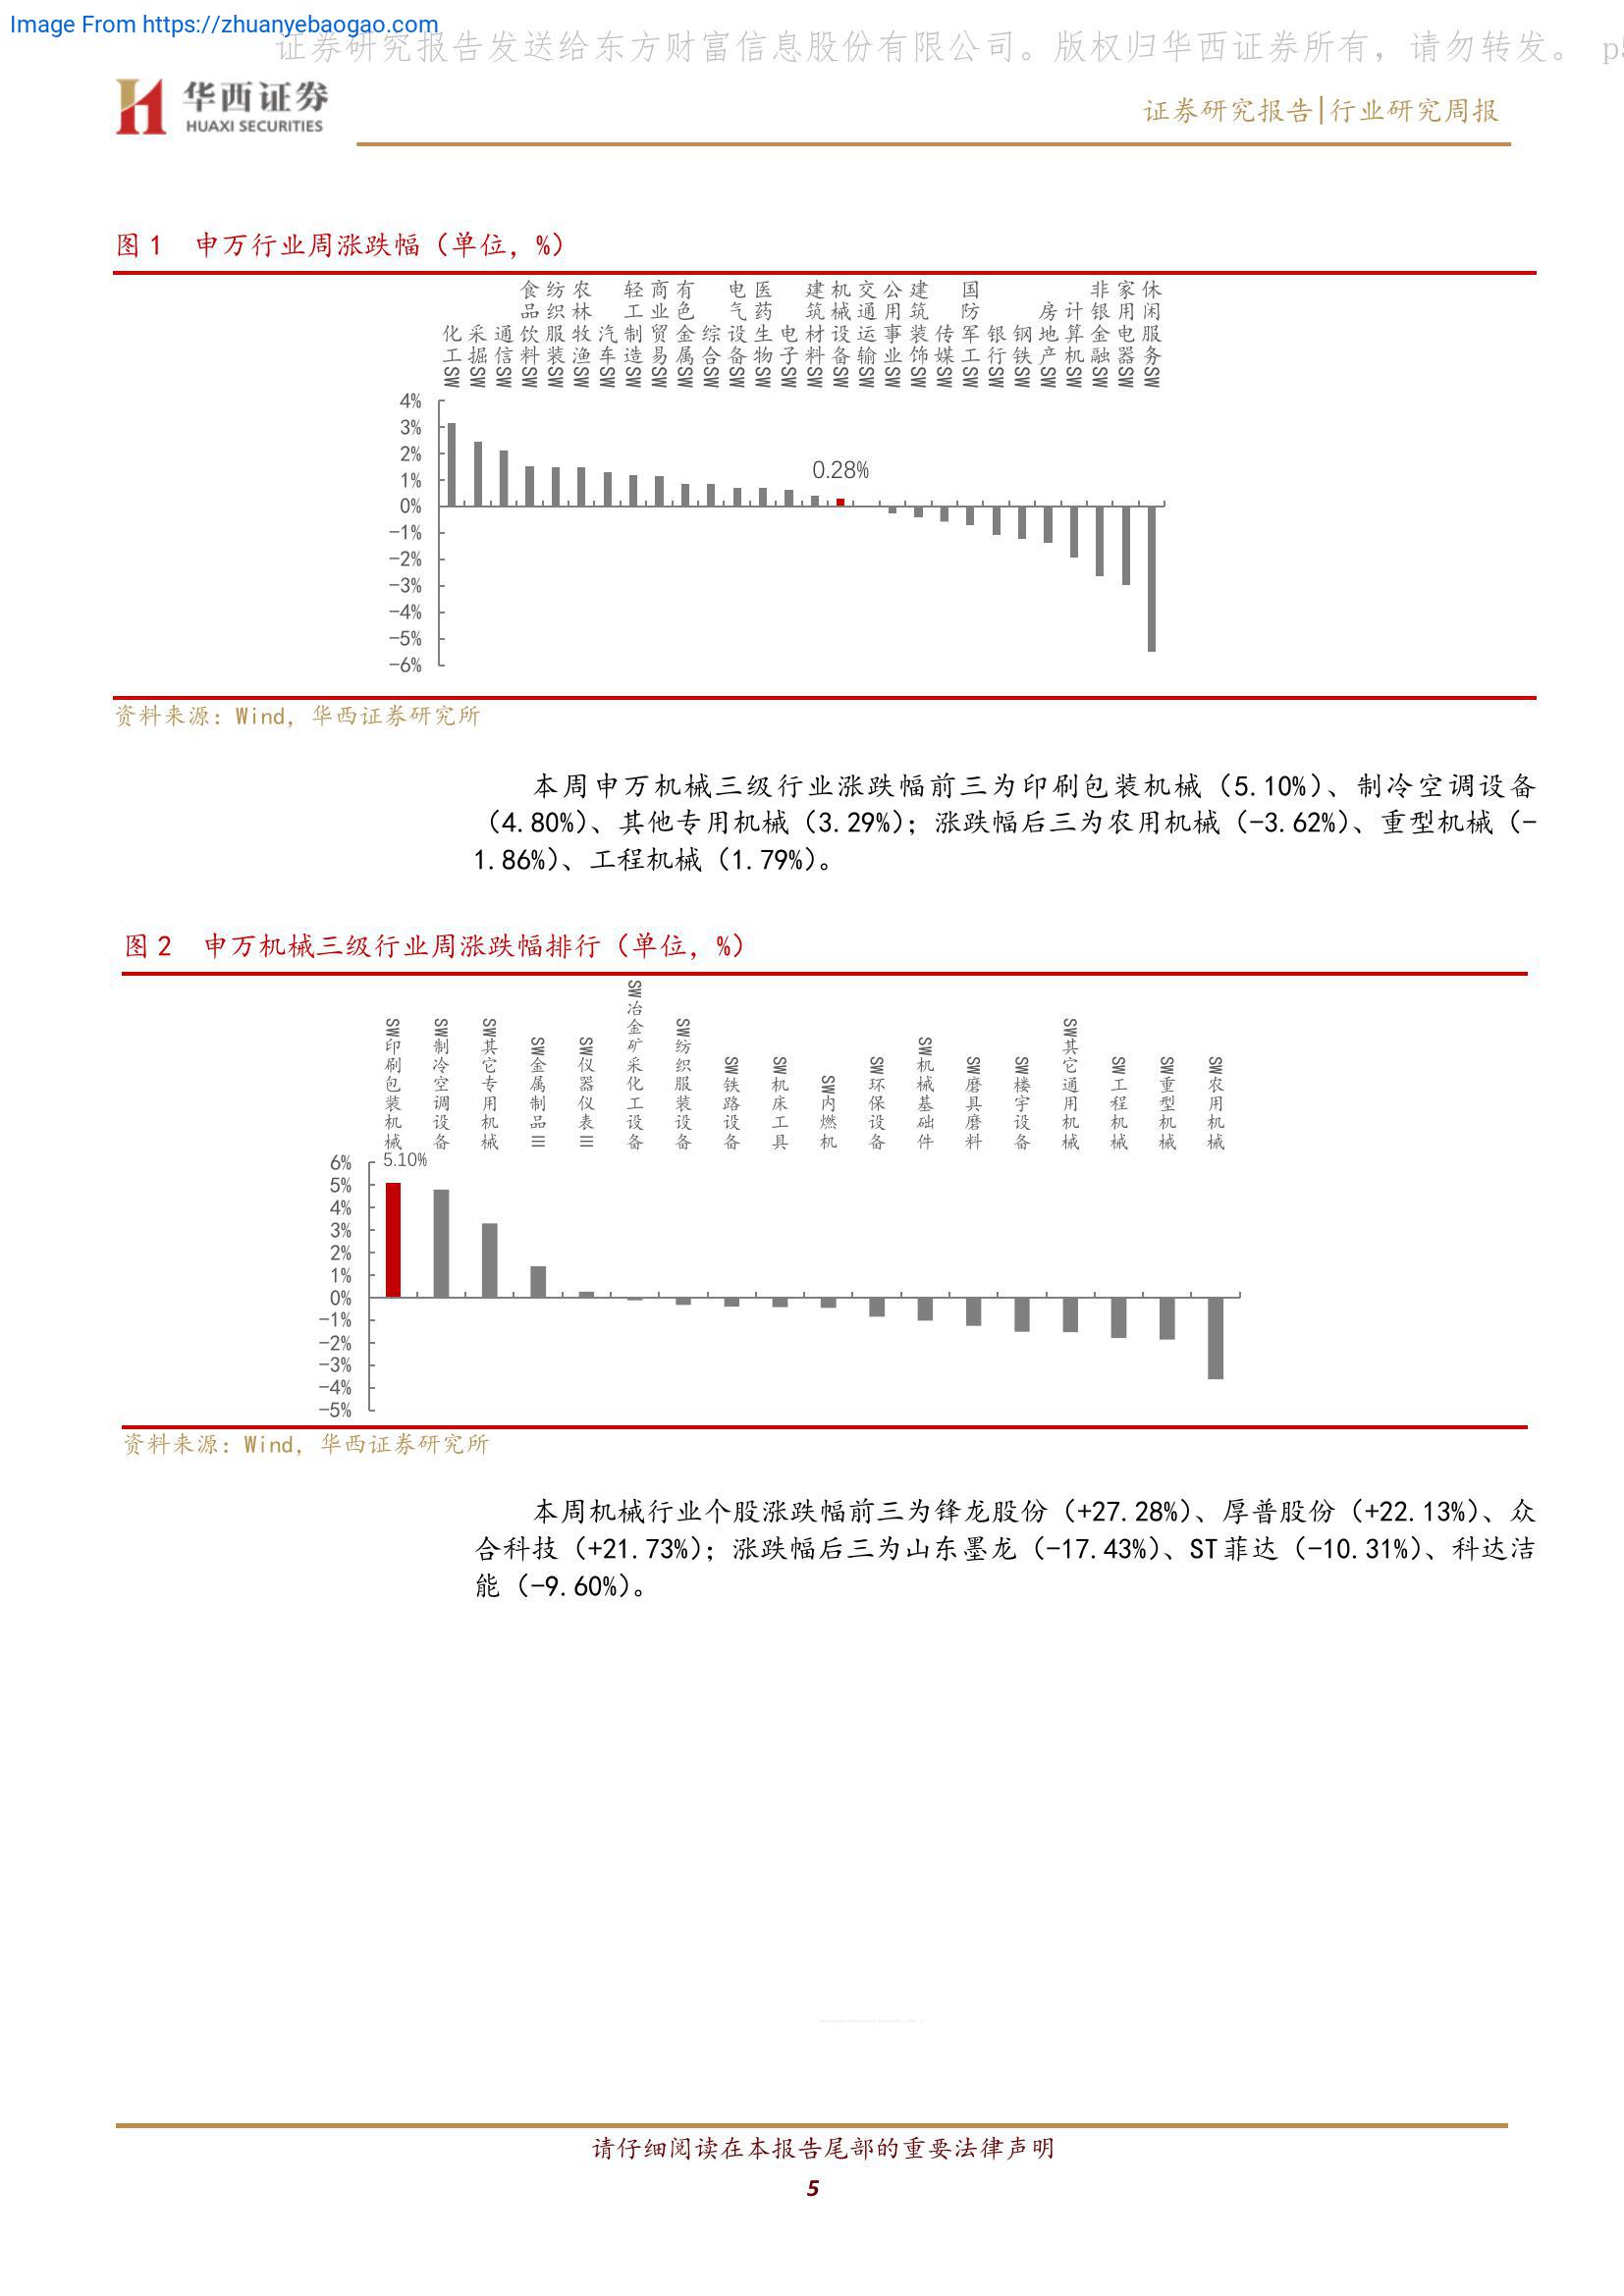 Image From https://zhuanyebaogao.com
证券研究报告发送给东方财富信息股份有限公司。版权归华西证券所有，请勿转发。 p5
华西证券
HUAXI SECURITIES
证券研究报告|行业研究周报
图 1 申万行业周涨跌幅（单位，%）
化工SW
采掘SW
通信SW
食品饮料SW
纺织服装SW
农林牧渔SW
汽车SW
轻工制造SW
商业贸易SW
有色金属SW
综合SW
电气设备SW
医药生物SW
电子SW
建筑材料SW
机械设备SW
交通运输SW
公用事业SW
建筑装饰SW
传媒SW
国防军工SW
银行SW
钢铁SW
房地产SW
计算机SW
非银金融SW
家用电器SW
休闲服务SW
4%
3%
2%
1%
0%
-1%
-2%
-3%
-4%
-5%
-6%
0.28%
资料来源：Wind，华西证券研究所
本周申万机械三级行业涨跌幅前三为印刷包装机械（5.10%）、制冷空调设备
（4.80%）、其他专用机械（3.29%）；涨跌幅后三为农用机械（-3.62%）、重型机械（-
1.86%）、工程机械（1.79%）。
图 2 申万机械三级行业周涨跌幅排行（单位，%）
SW印刷包装机械
SW制冷空调设备
SW其它专用机械
SW金属制品Ⅲ
SW仪器仪表Ⅲ
SW冶金矿采化工设备
SW纺织服装设备
SW铁路设备
SW机床工具
SW内燃机
SW环保设备
SW机械基础件
SW磨具磨料
SW楼宇设备
SW其它通用机械
SW工程机械
SW重型机械
SW农用机械
5.10%
6%
5%
4%
3%
2%
1%
0%
-1%
-2%
-3%
-4%
-5%
资料来源：Wind，华西证券研究所
本周机械行业个股涨跌幅前三为锋龙股份（+27.28%）、厚普股份（+22.13%）、众
合科技（+21.73%）；涨跌幅后三为山东墨龙（-17.43%）、ST菲达（-10.31%）、科达洁
能（-9.60%）。
请仔细阅读在本报告尾部的重要法律声明
5